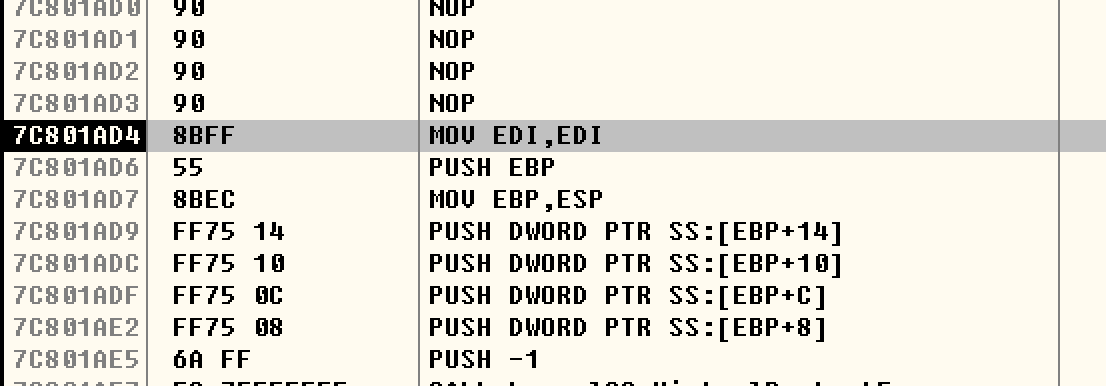 7C801AD0 90 NOP
7C801AD1 90 NOP
7C801AD2 90 NOP
7C801AD3 90 NOP
7C801AD4 8BFF MOV EDI,EDI
7C801AD6 55 PUSH EBP
7C801AD7 8BEC MOV EBP,ESP
7C801AD9 FF75 14 PUSH DWORD PTR SS:[EBP+14]
7C801ADC FF75 10 PUSH DWORD PTR SS:[EBP+10]
7C801ADF FF75 0C PUSH DWORD PTR SS:[EBP+C]
7C801AE2 FF75 08 PUSH DWORD PTR SS:[EBP+8]
7C801AE5 6A FF PUSH -1